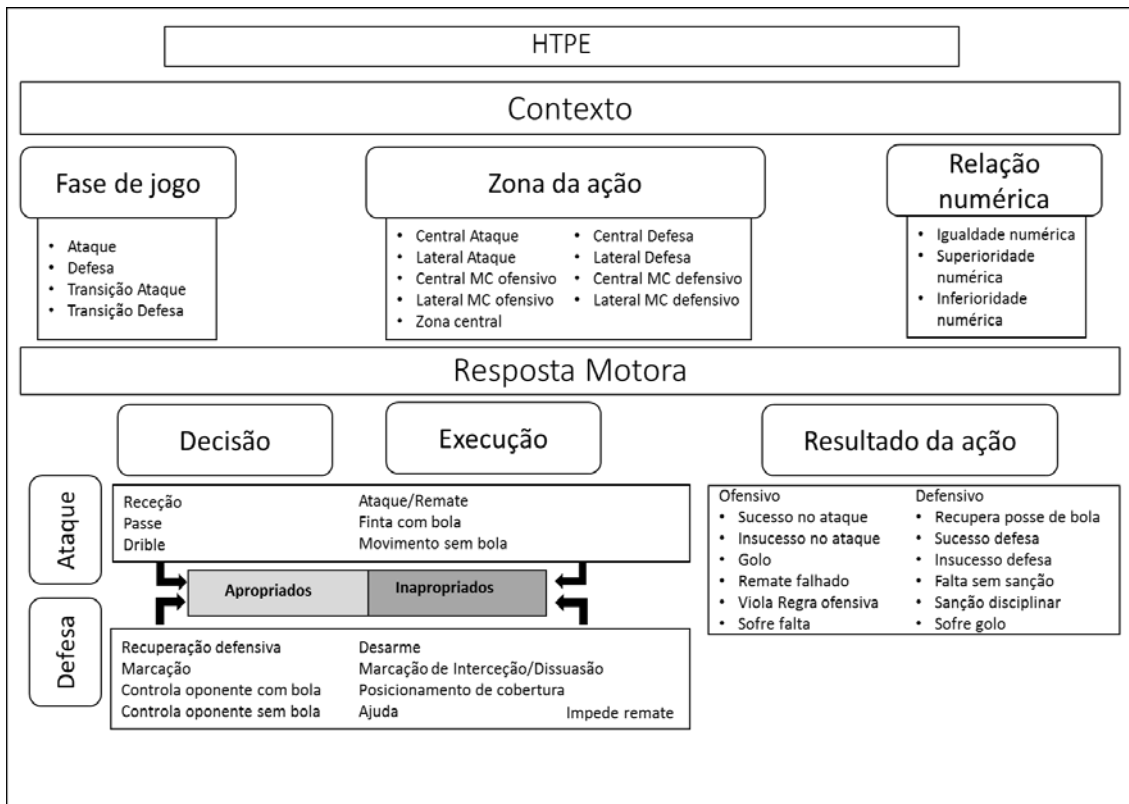 HTPE
Contexto
Fase de jogo
• Ataque
• Defesa
• Transição Ataque
• Transição Defesa
Zona da ação
• Central Ataque
• Lateral Ataque
• Central MC ofensivo
• Lateral MC ofensivo
• Zona central
• Central Defesa
• Lateral Defesa
• Central MC defensivo
• Lateral MC defensivo
Relação
numérica
• Igualdade numérica
• Superioridade
numérica
• Inferioridade
numérica
Resposta Motora
Decisão
Execução
Resultado da ação
Ataque
Receção
Passe
Drible
Ataque/Remate
Finta com bola
Movimento sem bola
Apropriados
Inapropriados
Defesa
Recuperação defensiva
Marcação
Controla oponente com bola
Controla oponente sem bola
Desarme
Marcação de Interceção/Dissuasão
Posicionamento de cobertura
Ajuda
Impede remate
Ofensivo
• Sucesso no ataque
• Insucesso no ataque
• Golo
• Remate falhado
• Viola Regra ofensiva
• Sofre falta
Defensivo
• Recupera posse de bola
• Sucesso defesa
• Insucesso defesa
• Falta sem sanção
• Sanção disciplinar
• Sofre golo